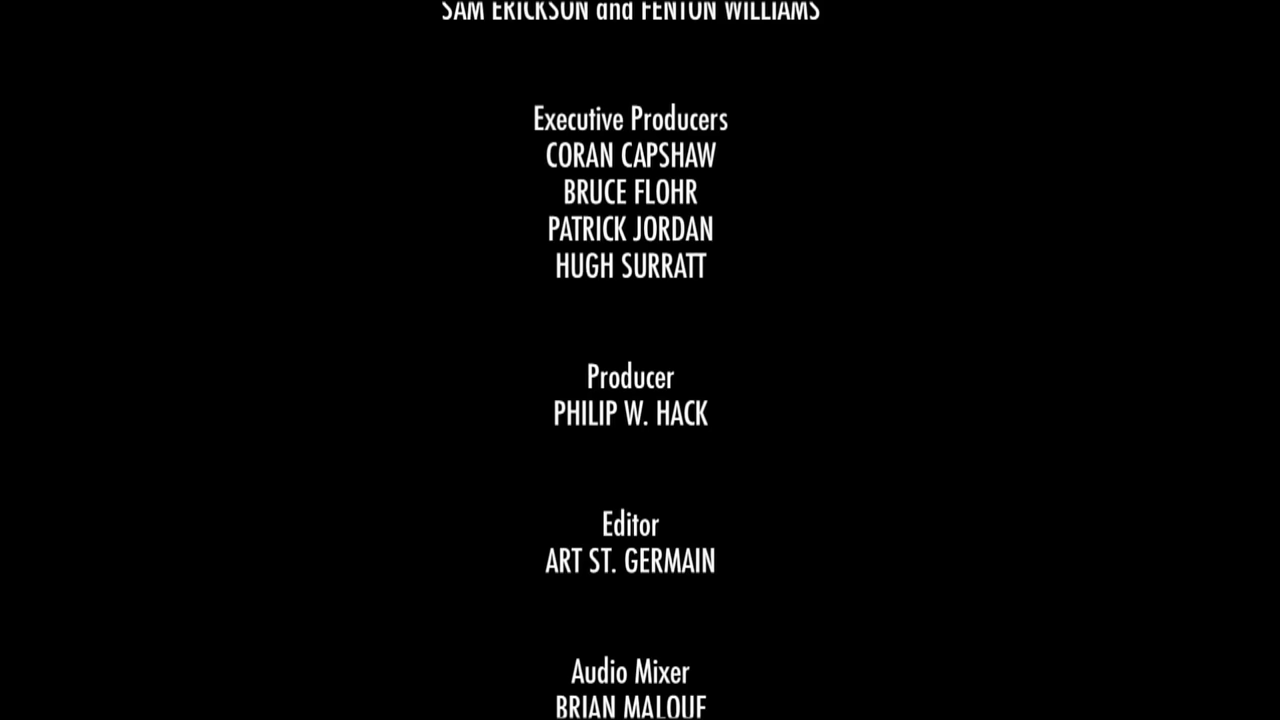 SAM ERICKSON and FENTON WILLIAMS
Executive Producers
CORAN CAPSHAW
BRUCE FLOHR
PATRICK JORDAN
HUGH SURRATT
Producer
PHILIP W. HACK
Editor
ART ST. GERMAIN
Audio Mixer
BRIAN MALOUF